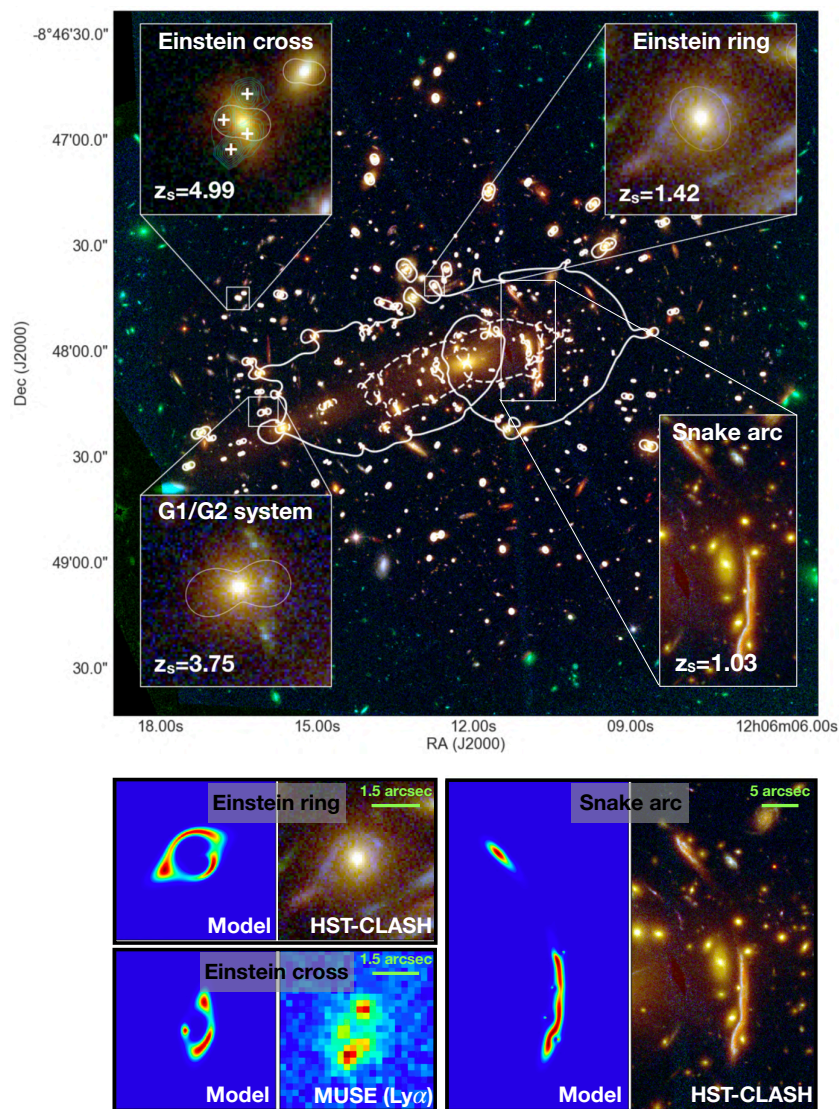 -8°46'30.0"
Einstein cross
Einstein ring
47'00.0"
zs=4.99
zs=1.42
30.0"
Dec (J2000)
48'00.0"
30.0"
Snake arc
G1/G2 system
49'00.0"
zs=3.75
zs=1.03
30.0"
18.00s
15.00s
12.00s
09.00s
12h06m06.00s
RA (J2000)
Einstein ring
1.5 arcsec
Model
HST-CLASH
Einstein cross
1.5 arcsec
Model
MUSE (Lyα)
Snake arc
5 arcsec
Model
HST-CLASH